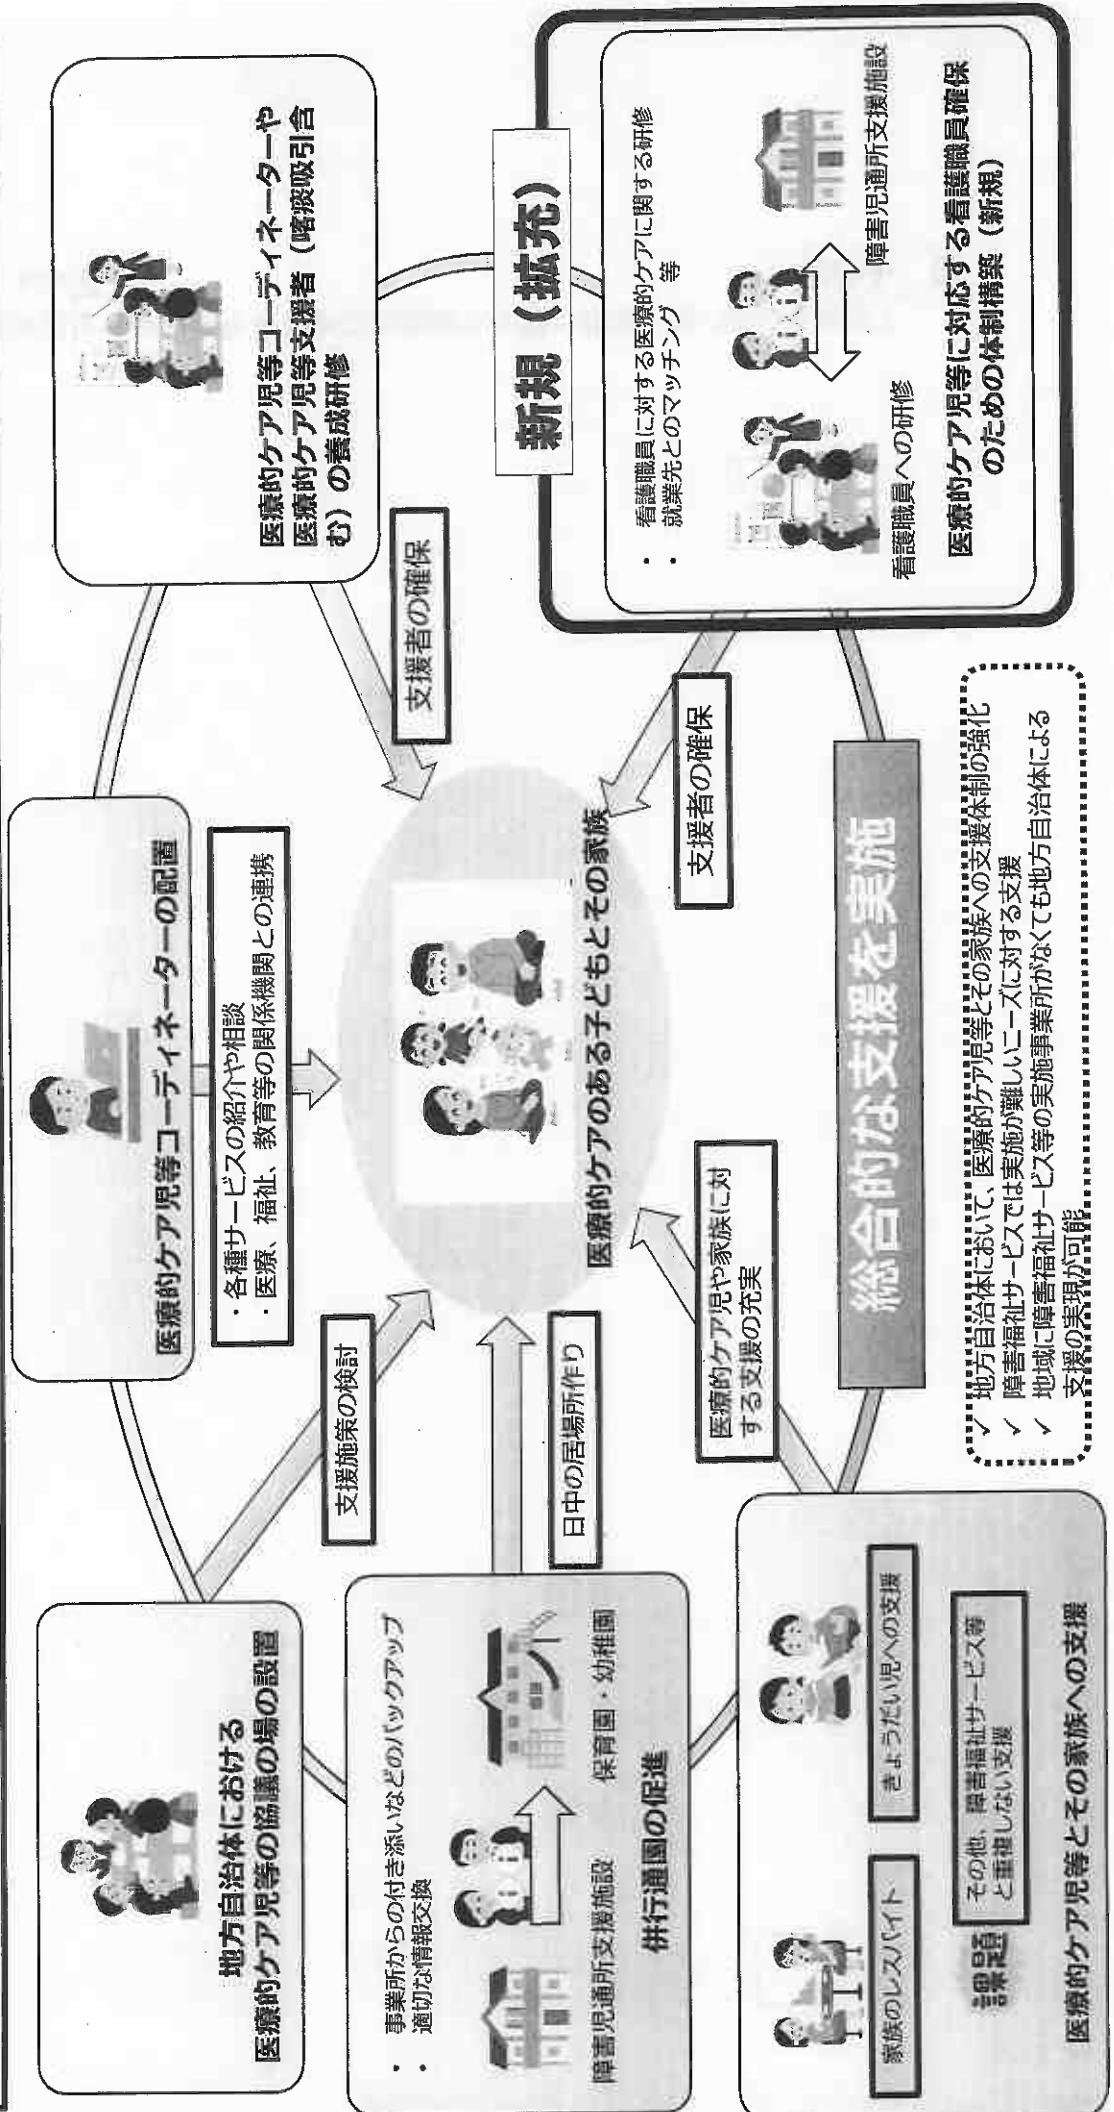 地方自治体における
医療的ケア児等の協議の場の設置
医療的ケア児等コーディネーターの配置
・各種サービスの紹介や相談
・医療、福祉、教育等の関係機関との連携
医療的ケア児等コーディネーターや
医療的ケア児等支援者（喀痰吸引含
む）の養成研修
支援施策の検討
支援者の確保
・ 事業所からの付き添いなどのバックアップ
・ 適切な情報交換
障害児通所支援施設
保育園・幼稚園
併行通園の促進
日中の居場所作り
医療的ケアのある子どもとその家族
新規（拡充）
・ 看護職員に対する医療的ケアに関する研修
・ 就業先とのマッチング　等
看護職員への研修
障害児通所支援施設
医療的ケア児等に対応する看護職員確保
のための体制構築（新規）
支援者の確保
医療的ケア児や家族に対
する支援の充実
家族のレスパイト
きょうだい児への支援
課題
その他、障害福祉サービス等
と重複しない支援
医療的ケア児等とその家族への支援
総合的な支援を実施
✓ 地方自治体において、医療的ケア児等とその家族への支援体制の強化
✓ 障害福祉サービスでは実施が難しいニーズに対する支援
✓ 地域に障害福祉サービス等の実施事業所がなくても地方自治体による
支援の実現が可能